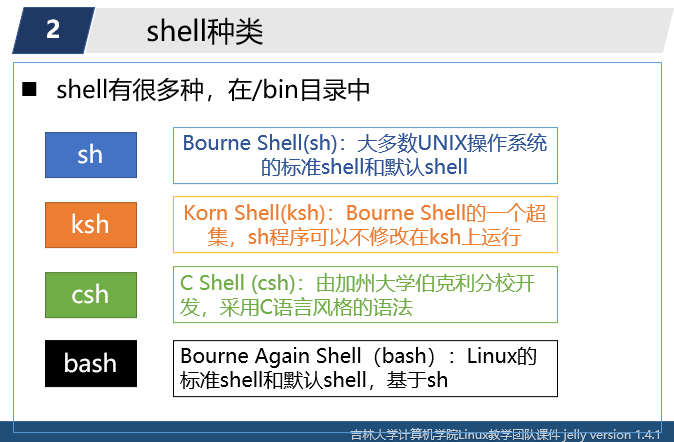 2
shell种类
shell有很多种，在/bin目录中
sh
Bourne Shell(sh)：大多数UNIX操作系统
的标准shell和默认shell
ksh
Korn Shell(ksh)：Bourne Shell的一个超
集，sh程序可以不修改在ksh上运行
csh
C Shell (csh)：由加州大学伯克利分校开
发，采用C语言风格的语法
bash
Bourne Again Shell（bash）：Linux的
标准shell和默认shell，基于sh
吉林大学计算机学院Linux教学团队课件 jelly version 1.4.1